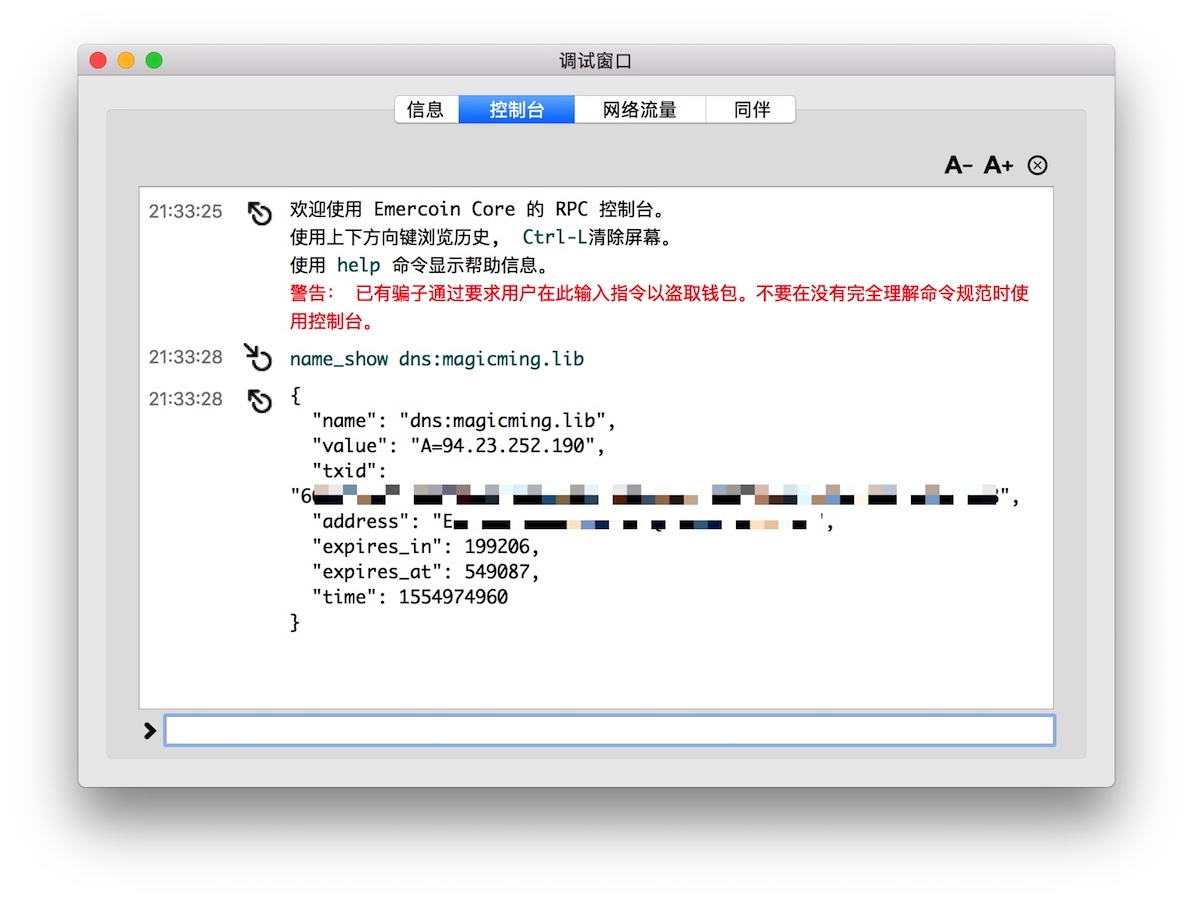 调试窗口
信息 控制台 网络流量 同伴
A- A+
21:33:25 欢迎使用 Emercoin Core 的 RPC 控制台。
使用上下方向键浏览历史， Ctrl-L清除屏幕。
使用 help 命令显示帮助信息。
警告： 已有骗子通过要求用户在此输入指令以盗取钱包。不要在没有完全理解命令规范时使
用控制台。
21:33:28 name_show dns:magicming.lib
21:33:28 {
"name": "dns:magicming.lib",
"value": "A=94.23.252.190",
"txid":
"6 ",
"address": "E ",
"expires_in": 199206,
"expires_at": 549087,
"time": 1554974960
}